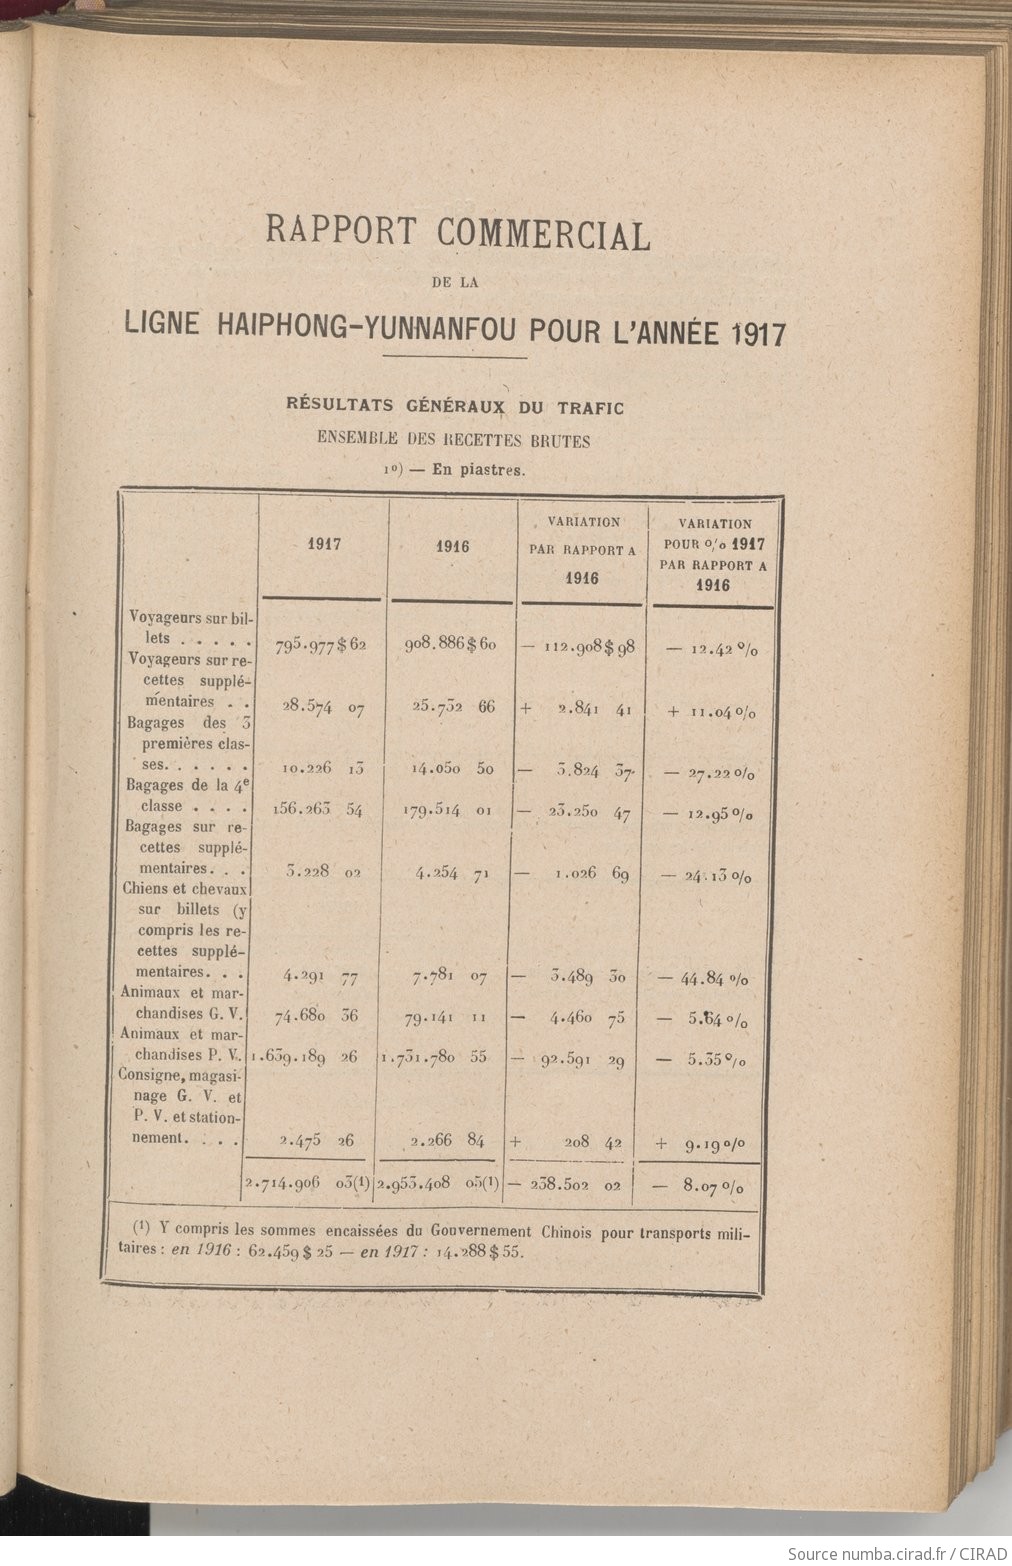 RAPPORT COMMERCIAL
DE LA
LIGNE HAIPHONG-YUNNANFOU POUR L'ANNÉE 1917
RÉSULTATS GÉNÉRAUX DU TRAFIC
ENSEMBLE DES RECETTES BRUTES
1º) — En piastres.
1917 1916 VARIATION PAR RAPPORT A 1916 VARIATION POUR % 1917 PAR RAPPORT A 1916
Voyageurs sur bil-
lets . . . . . 795.977$62 908.886$60 — 112.908$98 — 12.42 %
Voyageurs sur re-
cettes supplé-
mentaires . . 28.574 07 25.732 66 + 2.841 41 + 11.04 %
Bagages des 3
premières clas-
ses. . . . . . 10.226 13 14.050 50 — 3.824 37 — 27.22 %
Bagages de la 4e
classe . . . . 156.263 54 179.514 01 — 23.250 47 — 12.95 %
Bagages sur re-
cettes supplé-
mentaires. . . 3.228 02 4.254 71 — 1.026 69 — 24.13 %
Chiens et chevaux
sur billets (y
compris les re-
cettes supplé-
mentaires. . . 4.291 77 7.781 07 — 3.489 30 — 44.84 %
Animaux et mar-
chandises G. V. 74.680 36 79.141 11 — 4.460 75 — 5.64 %
Animaux et mar-
chandises P. V. 1.639.189 26 1.731.780 55 — 92.591 29 — 5.35 %
Consigne, magasi-
nage G. V. et
P. V. et station-
nement. . . . 2.475 26 2.266 84 + 208 42 + 9.19 %
2.714.906 03(1) 2.953.408 05(1) — 238.502 02 — 8.07 %
(1) Y compris les sommes encaissées du Gouvernement Chinois pour transports mili-
taires : en 1916 : 62.459 $ 25 — en 1917 : 14.288 $ 55.
Source numba.cirad.fr / CIRAD